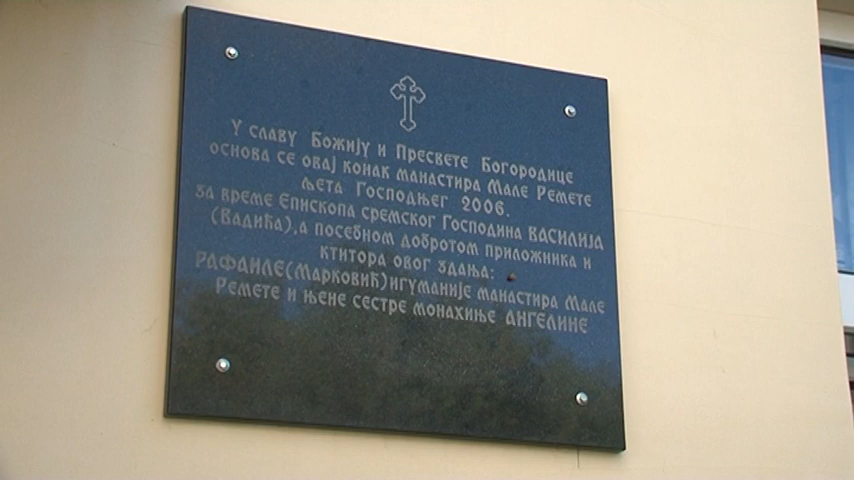 У славу Божију и Пресвете Богородице
основа се овај конак манастира Мале Ремете
љета Господњег 2006.
за време Епископа сремског Господина ВАСИЛИЈА
(Вадића), а посебном добротом приложника и
ктитора овог здања:
РАФАИЛЕ(Марковић)игуманије манастира Мале
Ремете и њене сестре монахиње АНГЕЛИНЕ